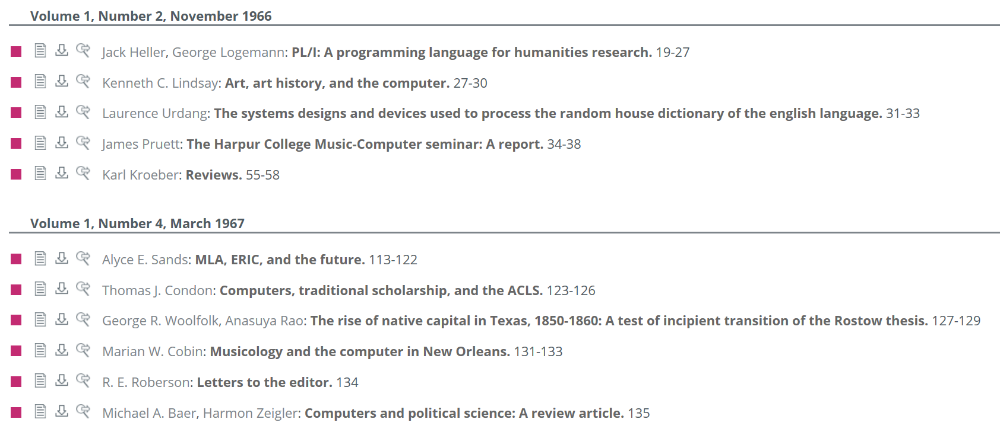 Volume 1, Number 2, November 1966
Jack Heller, George Logemann: PL/I: A programming language for humanities research. 19-27
Kenneth C. Lindsay: Art, art history, and the computer. 27-30
Laurence Urdang: The systems designs and devices used to process the random house dictionary of the english language. 31-33
James Pruett: The Harpur College Music-Computer seminar: A report. 34-38
Karl Kroeber: Reviews. 55-58
Volume 1, Number 4, March 1967
Alyce E. Sands: MLA, ERIC, and the future. 113-122
Thomas J. Condon: Computers, traditional scholarship, and the ACLS. 123-126
George R. Woolfolk, Anasuya Rao: The rise of native capital in Texas, 1850-1860: A test of incipient transition of the Rostow thesis. 127-129
Marian W. Cobin: Musicology and the computer in New Orleans. 131-133
R. E. Roberson: Letters to the editor. 134
Michael A. Baer, Harmon Zeigler: Computers and political science: A review article. 135